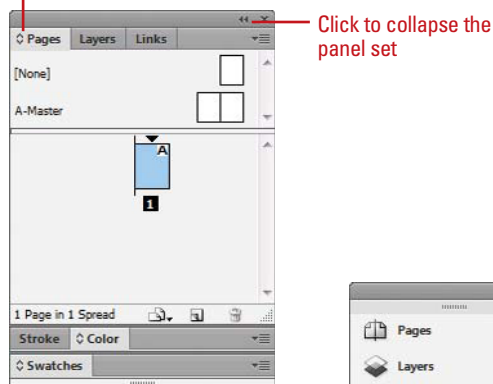 Click to collapse the
panel set
Pages Layers Links
[None]
A-Master
A
1
1 Page in 1 Spread
Stroke Color
Swatches
Pages
Layers